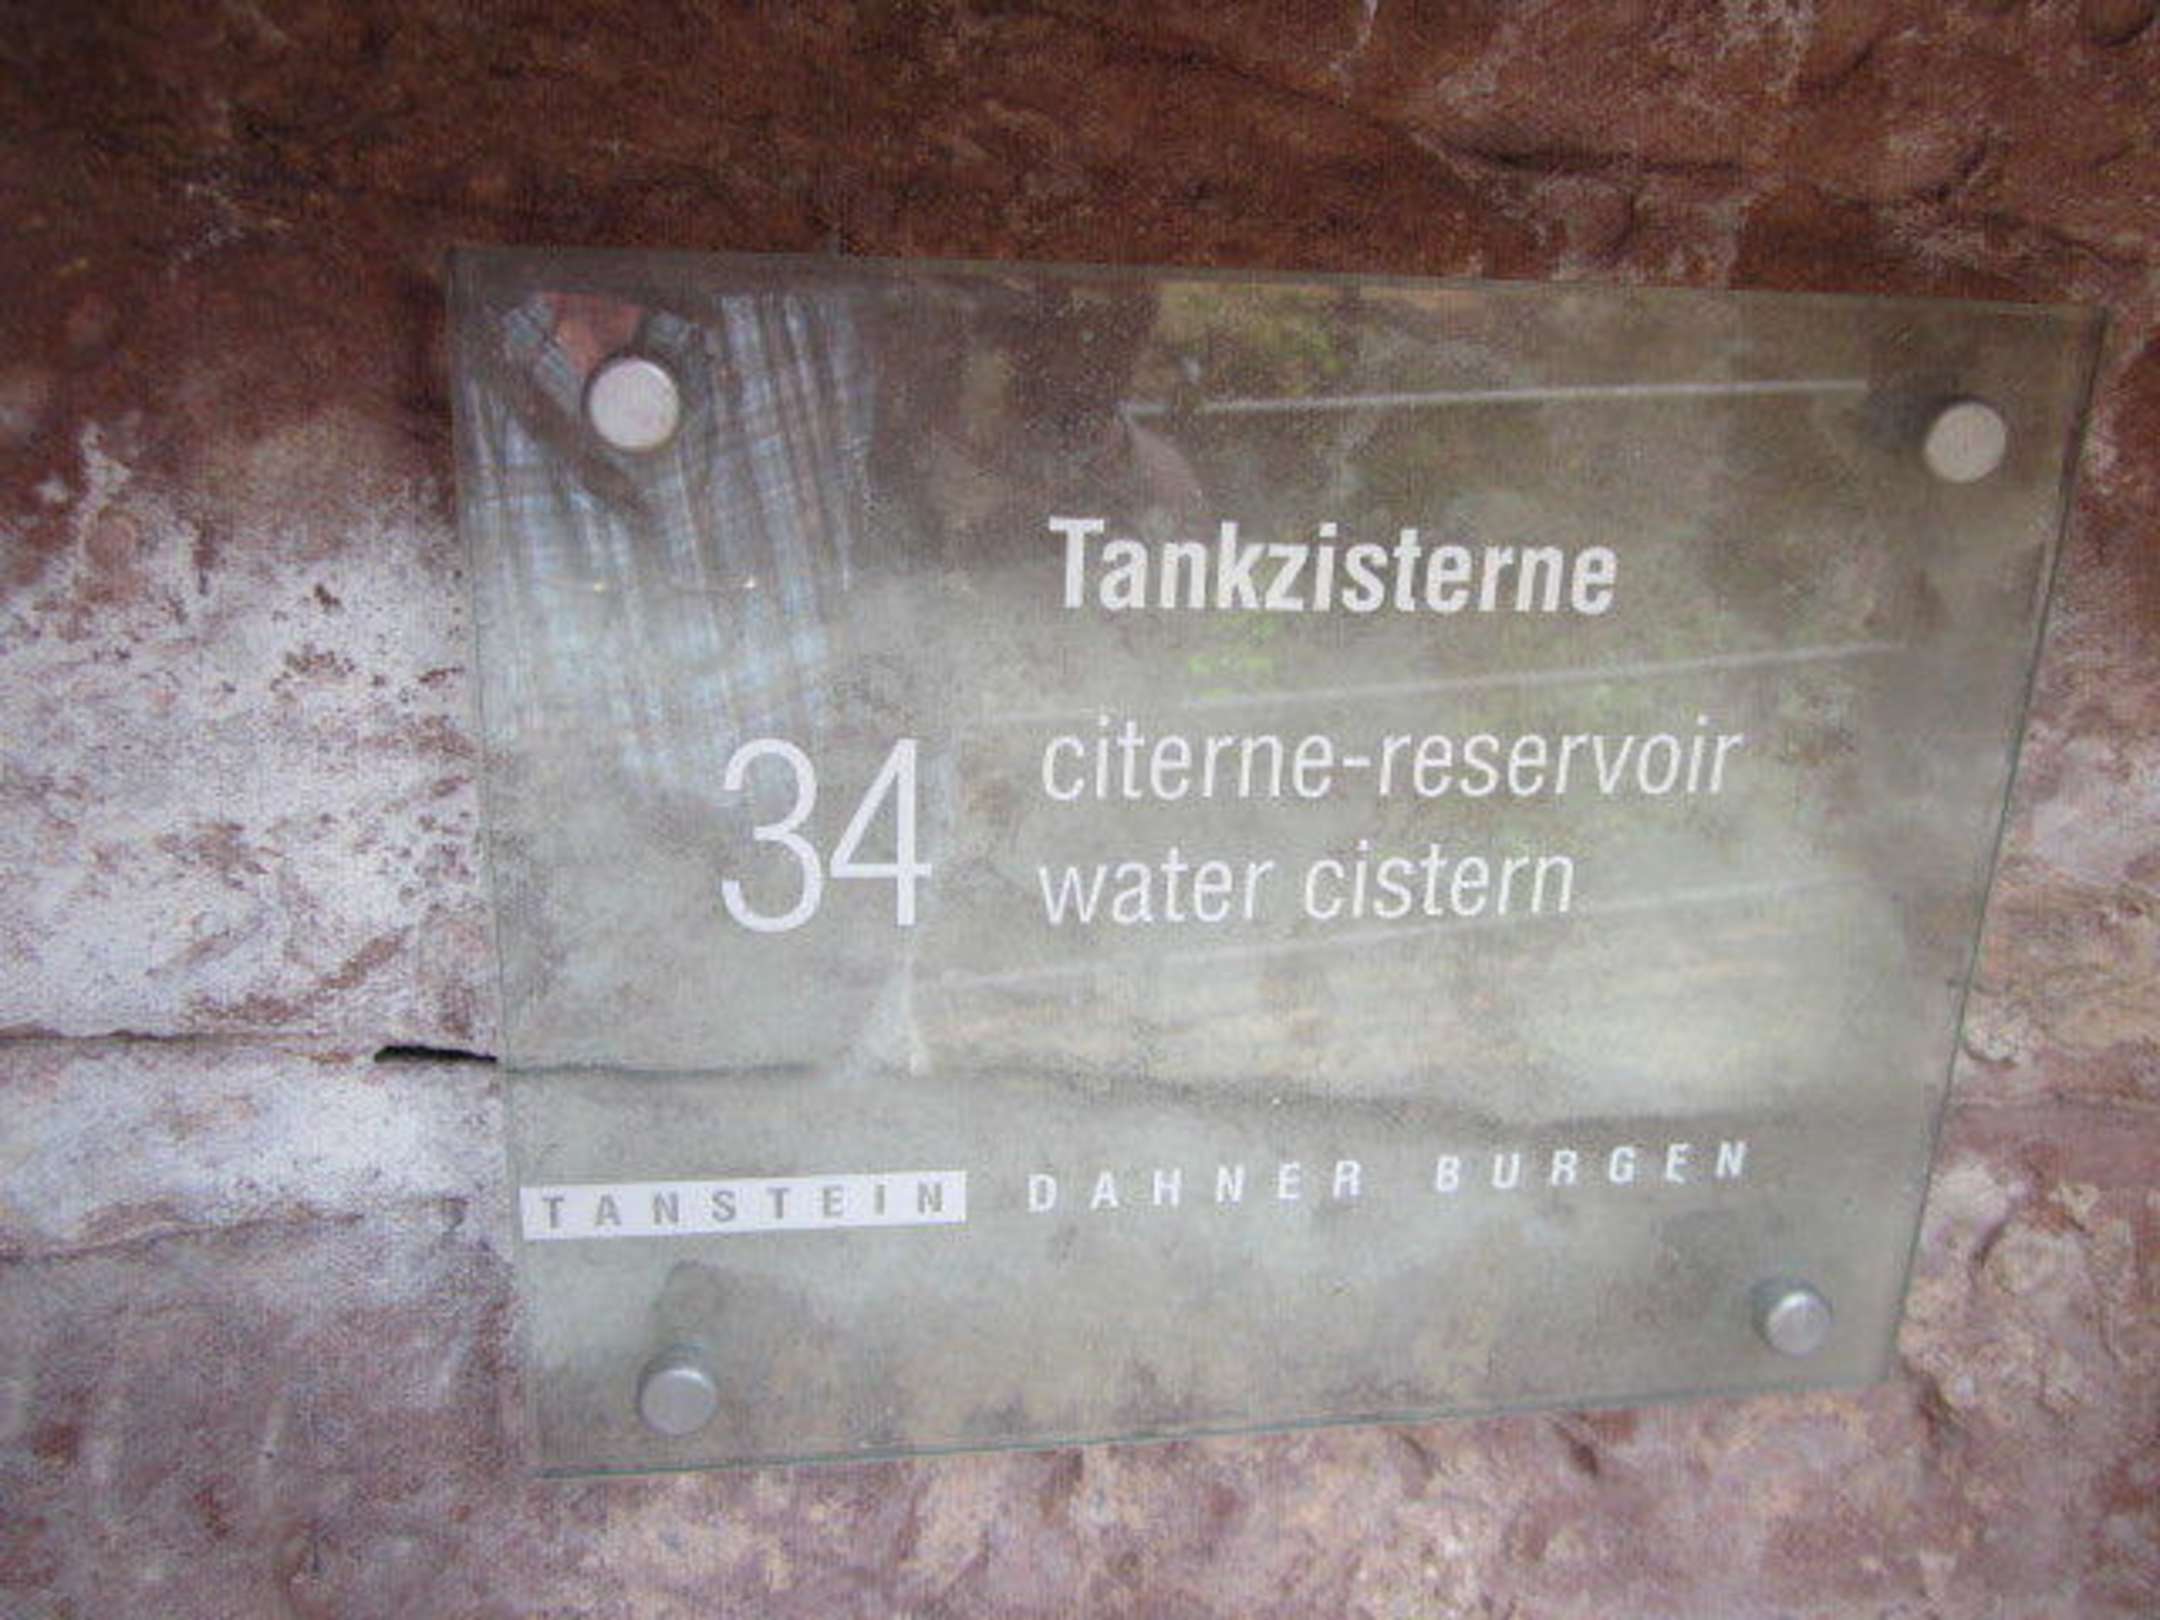 Tankzisterne
34
citerne-reservoir
water cistern
TANSTEIN DAHNER BURGEN